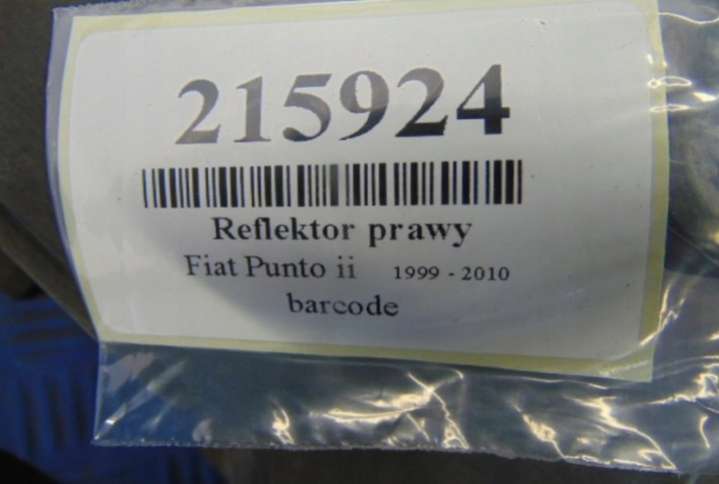 215924
Reflektor prawy
Fiat Punto ii 1999 - 2010
barcode